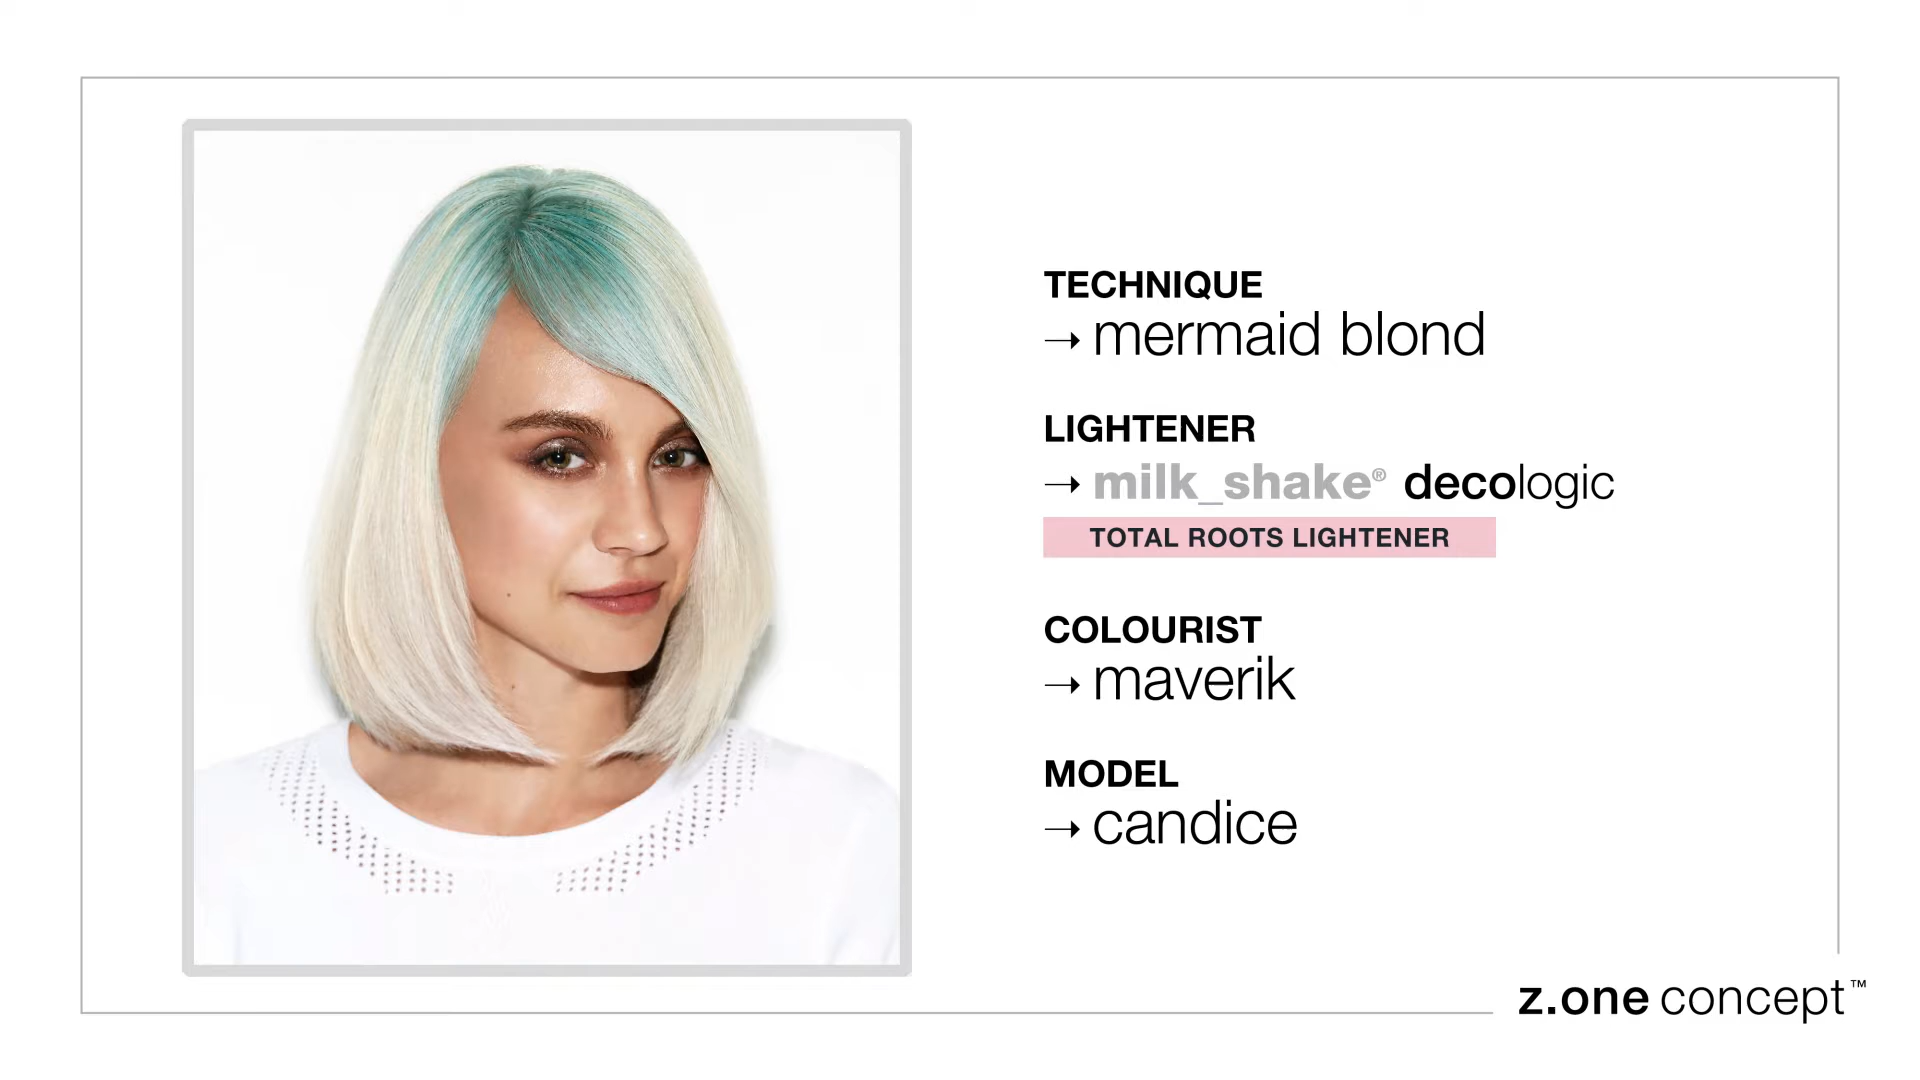 TECHNIQUE
→ mermaid blond
LIGHTENER
→ milk_shake® decologic
TOTAL ROOTS LIGHTENER
COLOURIST
→ maverik
MODEL
→ candice
z.one concept™